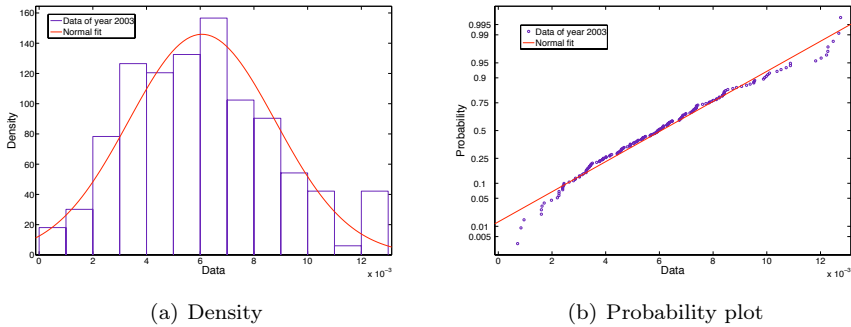 160
140
120
100
80
60
40
20
0
Density
Data of year 2003
Normal fit
0 2 4 6 8 10 12
Data
x 10⁻³
(a) Density
0.995
0.99
0.95
0.9
0.75
0.5
0.25
0.1
0.05
0.01
0.005
Probability
Data of year 2003
Normal fit
0 2 4 6 8 10 12
Data
x 10⁻³
(b) Probability plot